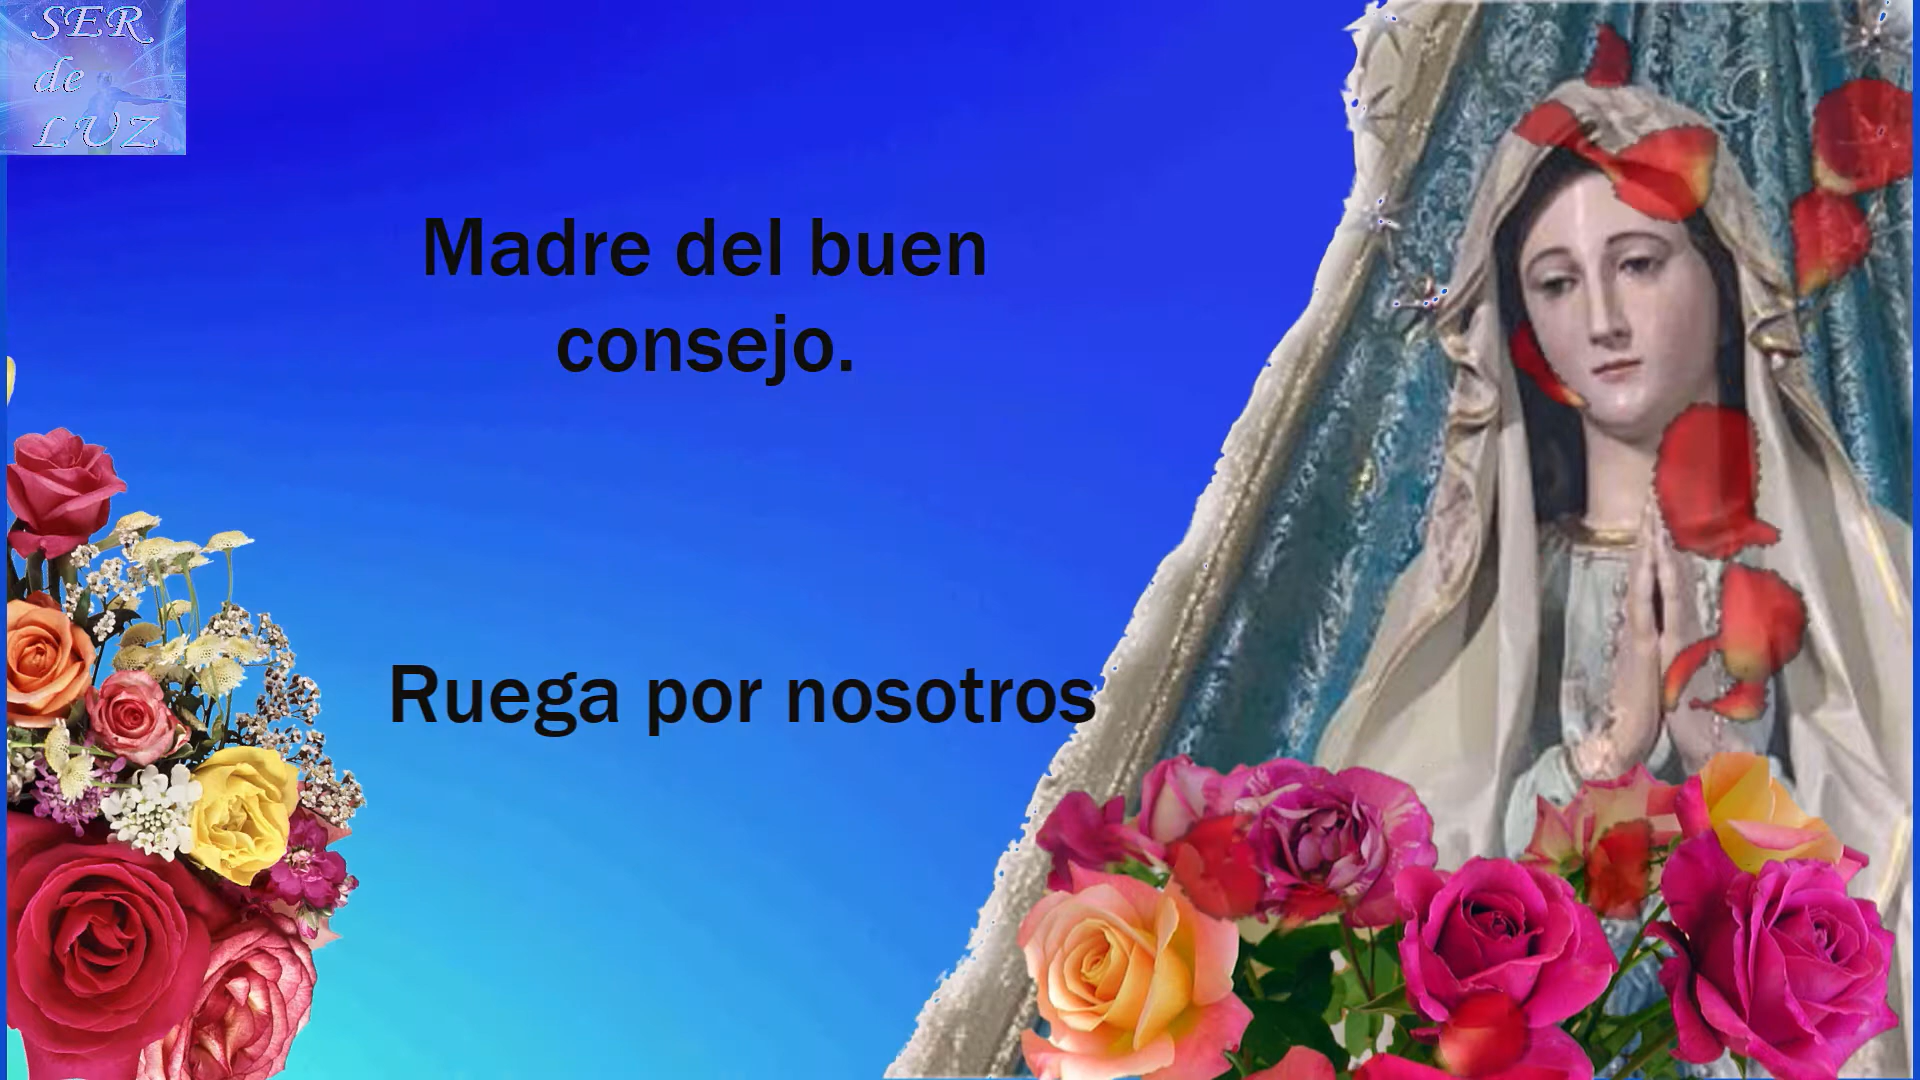 SER
de
LUZ
Madre del buen
consejo.
Ruega por nosotros